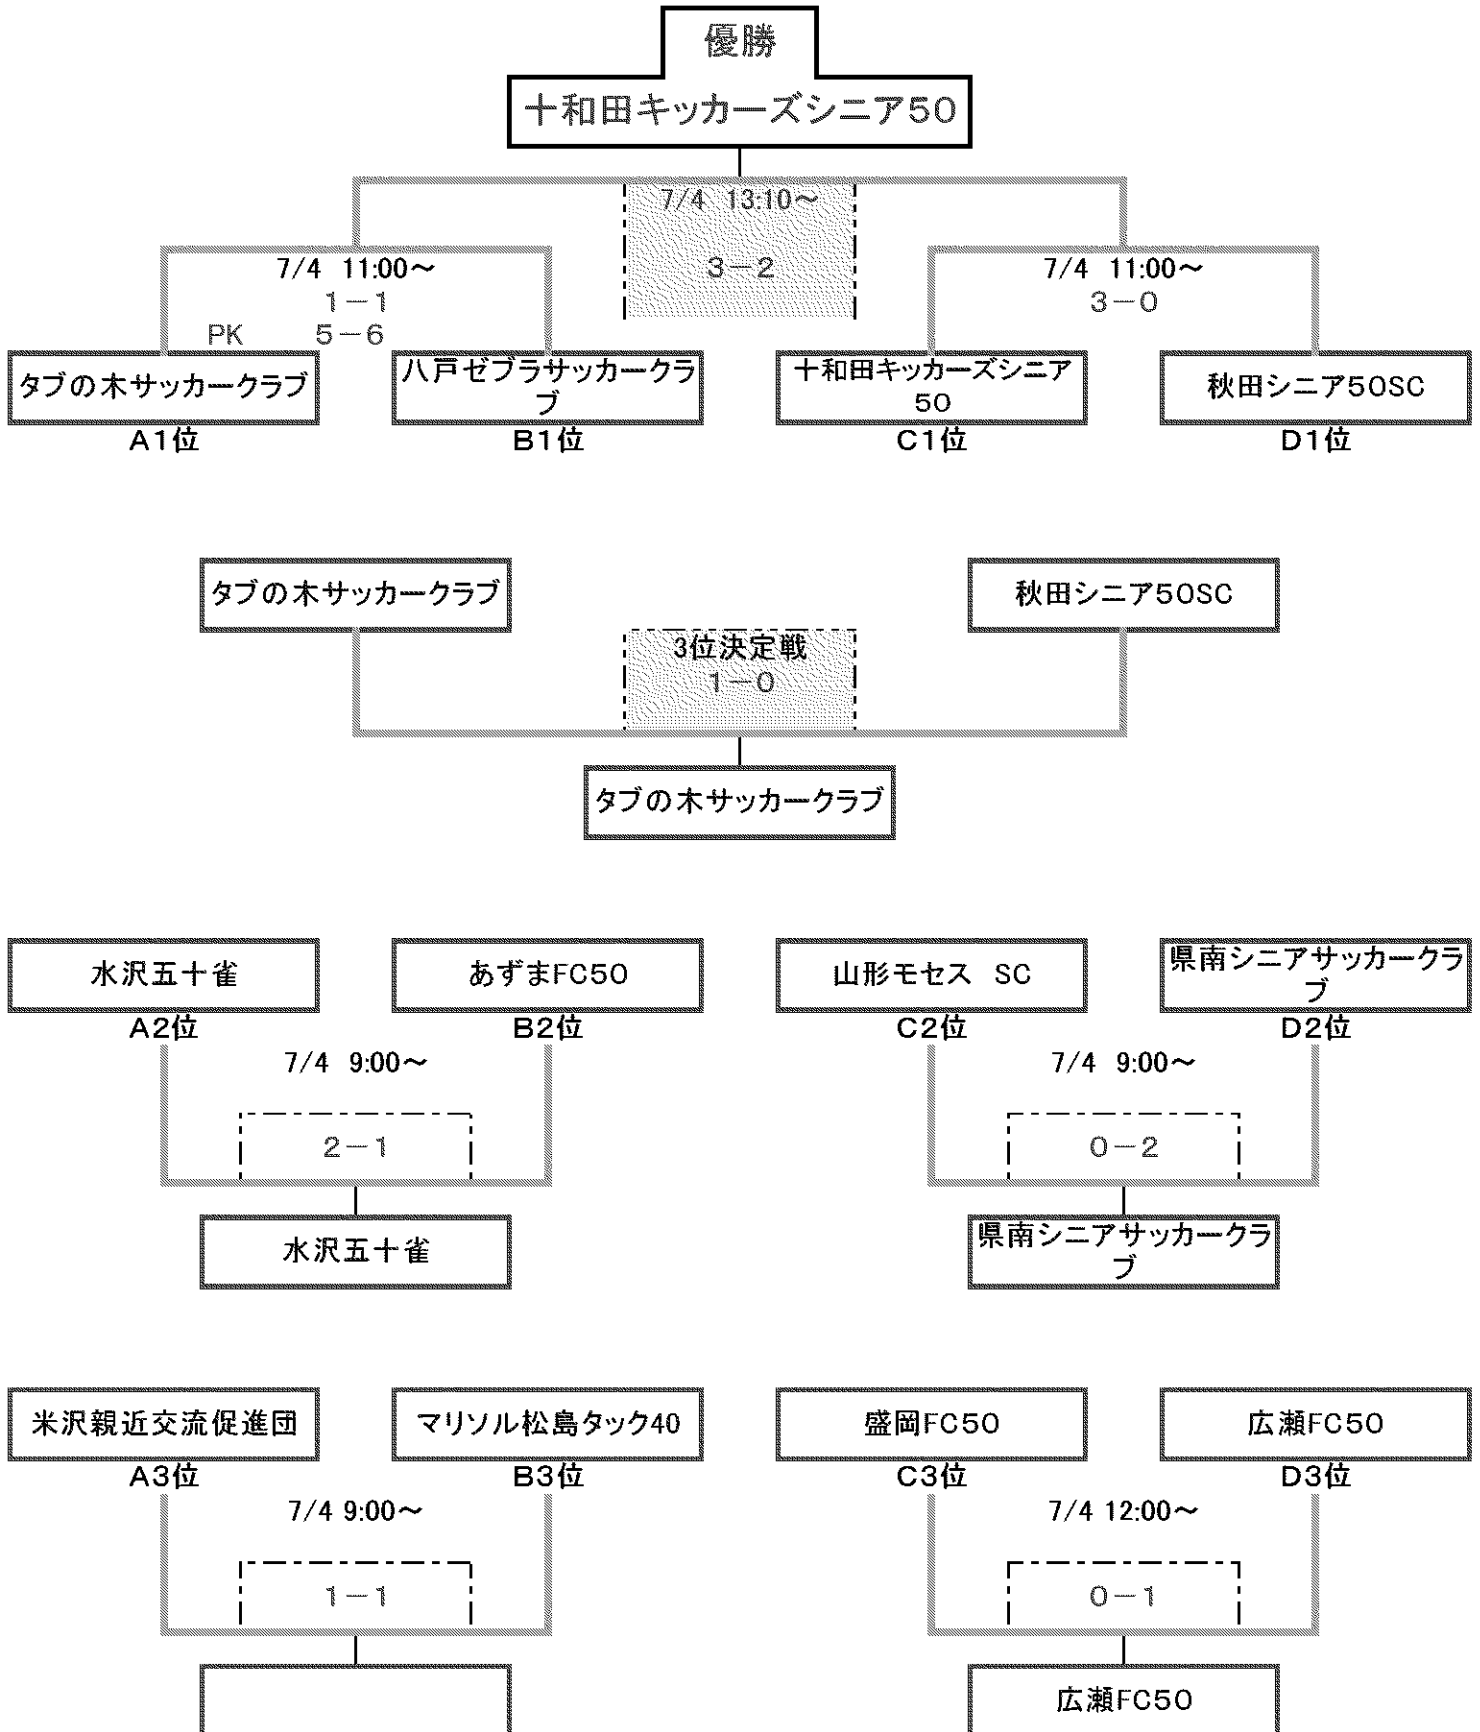 優勝
十和田キッカーズシニア50
7/4 13:10～
3－2
7/4 11:00～
1－1
PK 5－6
7/4 11:00～
3－0
タブの木サッカークラブ
八戸ゼブラサッカークラ
ブ
十和田キッカーズシニア
50
秋田シニア50SC
A1位
B1位
C1位
D1位
タブの木サッカークラブ
秋田シニア50SC
3位決定戦
1－0
タブの木サッカークラブ
水沢五十雀
あずまFC50
山形モセス SC
県南シニアサッカークラ
ブ
A2位
B2位
C2位
D2位
7/4 9:00～
7/4 9:00～
2－1
0－2
水沢五十雀
県南シニアサッカークラ
ブ
米沢親近交流促進団
マリソル松島タック40
盛岡FC50
広瀬FC50
A3位
B3位
C3位
D3位
7/4 9:00～
7/4 12:00～
1－1
0－1
広瀬FC50